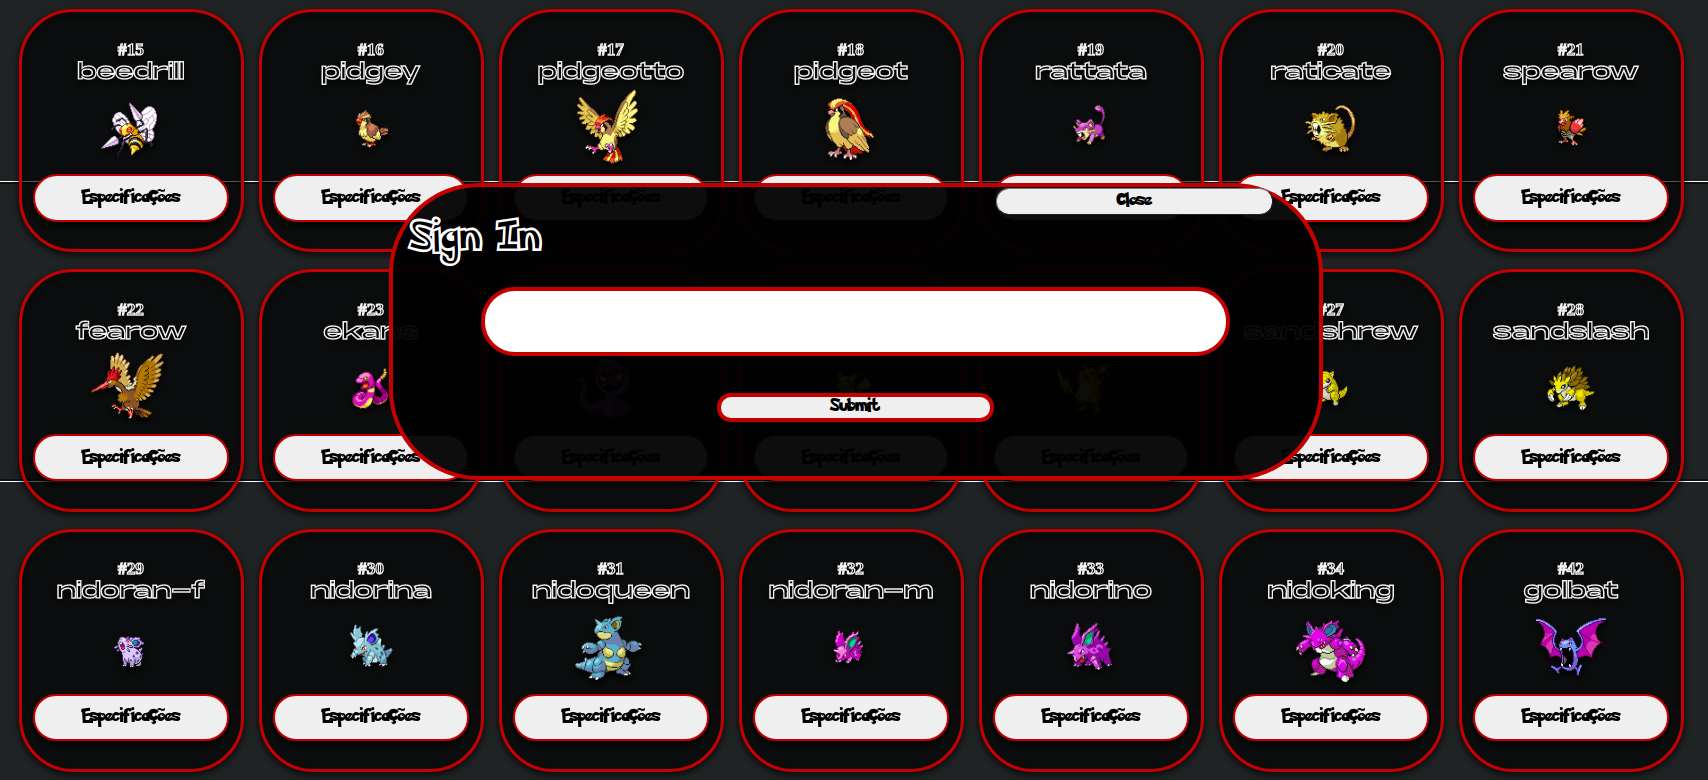 #15
beedrill
Especificações
#16
pidgey
Especificações
#17
pidgeotto
Especificações
#18
pidgeot
Especificações
#19
rattata
#20
raticate
Especificações
#21
spearow
Especificações
Close
Sign In
Submit
#22
fearow
Especificações
#23
ekans
Especificações
Especificações
Especificações
Especificações
#27
sandshrew
Especificações
#28
sandslash
Especificações
#29
nidoran-f
Especificações
#30
nidorina
Especificações
#31
nidoqueen
Especificações
#32
nidoran-m
Especificações
#33
nidorino
Especificações
#34
nidoking
Especificações
#42
golbat
Especificações